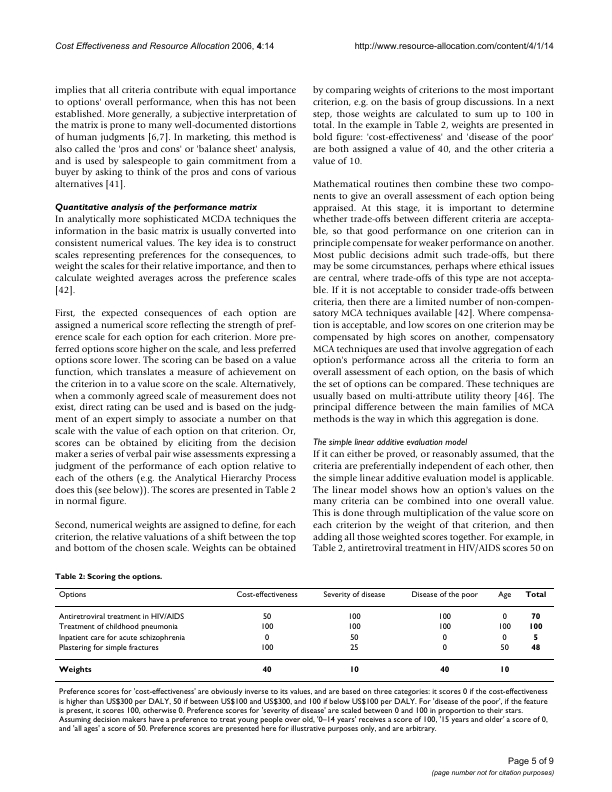 Cost Effectiveness and Resource Allocation 2006, 4:14
http://www.resource-allocation.com/content/4/1/14
implies that all criteria contribute with equal importance
to options' overall performance, when this has not been
established. More generally, a subjective interpretation of
the matrix is prone to many well-documented distortions
of human judgments [6,7]. In marketing, this method is
also called the 'pros and cons' or 'balance sheet' analysis,
and is used by salespeople to gain commitment from a
buyer by asking to think of the pros and cons of various
alternatives [41].
Quantitative analysis of the performance matrix
In analytically more sophisticated MCDA techniques the
information in the basic matrix is usually converted into
consistent numerical values. The key idea is to construct
scales representing preferences for the consequences, to
weight the scales for their relative importance, and then to
calculate weighted averages across the preference scales
[42].
First, the expected consequences of each option are
assigned a numerical score reflecting the strength of pref-
erence scale for each option for each criterion. More pre-
ferred options score higher on the scale, and less preferred
options score lower. The scoring can be based on a value
function, which translates a measure of achievement on
the criterion in to a value score on the scale. Alternatively,
when a commonly agreed scale of measurement does not
exist, direct rating can be used and is based on the judg-
ment of an expert simply to associate a number on that
scale with the value of each option on that criterion. Or,
scores can be obtained by eliciting from the decision
maker a series of verbal pair wise assessments expressing a
judgment of the performance of each option relative to
each of the others (e.g. the Analytical Hierarchy Process
does this (see below)). The scores are presented in Table 2
in normal figure.
Second, numerical weights are assigned to define, for each
criterion, the relative valuations of a shift between the top
and bottom of the chosen scale. Weights can be obtained
by comparing weights of criterions to the most important
criterion, e.g. on the basis of group discussions. In a next
step, those weights are calculated to sum up to 100 in
total. In the example in Table 2, weights are presented in
bold figure: 'cost-effectiveness' and 'disease of the poor'
are both assigned a value of 40, and the other criteria a
value of 10.
Mathematical routines then combine these two compo-
nents to give an overall assessment of each option being
appraised. At this stage, it is important to determine
whether trade-offs between different criteria are accepta-
ble, so that good performance on one criterion can in
principle compensate for weaker performance on another.
Most public decisions admit such trade-offs, but there
may be some circumstances, perhaps where ethical issues
are central, where trade-offs of this type are not accepta-
ble. If it is not acceptable to consider trade-offs between
criteria, then there are a limited number of non-compen-
satory MCA techniques available [42]. Where compensa-
tion is acceptable, and low scores on one criterion may be
compensated by high scores on another, compensatory
MCA techniques are used that involve aggregation of each
option's performance across all the criteria to form an
overall assessment of each option, on the basis of which
the set of options can be compared. These techniques are
usually based on multi-attribute utility theory [46]. The
principal difference between the main families of MCA
methods is the way in which this aggregation is done.
The simple linear additive evaluation model
If it can either be proved, or reasonably assumed, that the
criteria are preferentially independent of each other, then
the simple linear additive evaluation model is applicable.
The linear model shows how an option's values on the
many criteria can be combined into one overall value.
This is done through multiplication of the value score on
each criterion by the weight of that criterion, and then
adding all those weighted scores together. For example, in
Table 2, antiretroviral treatment in HIV/AIDS scores 50 on
Table 2: Scoring the options.
Options Cost-effectiveness Severity of disease Disease of the poor Age Total
Antiretroviral treatment in HIV/AIDS 50 100 100 0 70
Treatment of childhood pneumonia 100 100 100 100 100
Inpatient care for acute schizophrenia 0 50 0 0 5
Plastering for simple fractures 100 25 0 50 48
Weights 40 10 40 10
Preference scores for 'cost-effectiveness' are obviously inverse to its values, and are based on three categories: it scores 0 if the cost-effectiveness
is higher than US$300 per DALY, 50 if between US$100 and US$300, and 100 if below US$100 per DALY. For 'disease of the poor', if the feature
is present, it scores 100, otherwise 0. Preference scores for 'severity of disease' are scaled between 0 and 100 in proportion to their stars.
Assuming decision makers have a preference to treat young people over old, '0–14 years' receives a score of 100, '15 years and older' a score of 0,
and 'all ages' a score of 50. Preference scores are presented here for illustrative purposes only, and are arbitrary.
Page 5 of 9
(page number not for citation purposes)